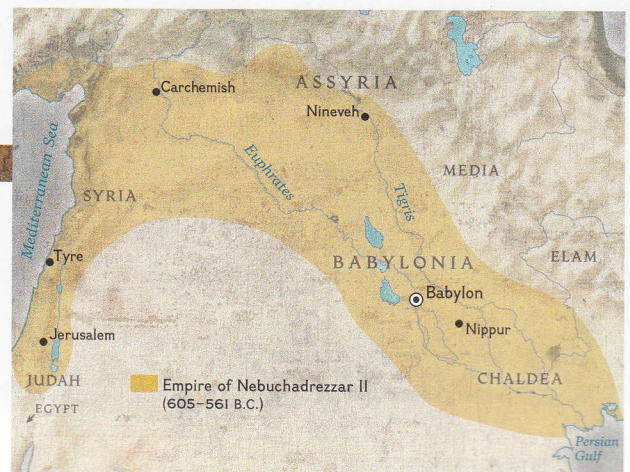 Carchemish
ASSYRIA
Nineveh
Mediterranean Sea
Euphrates
MEDIA
SYRIA
Tigris
Tyre
BABYLONIA
ELAM
Babylon
Nippur
Jerusalem
JUDAH
CHALDEA
Empire of Nebuchadrezzar II
(605–561 B.C.)
EGYPT
Persian
Gulf